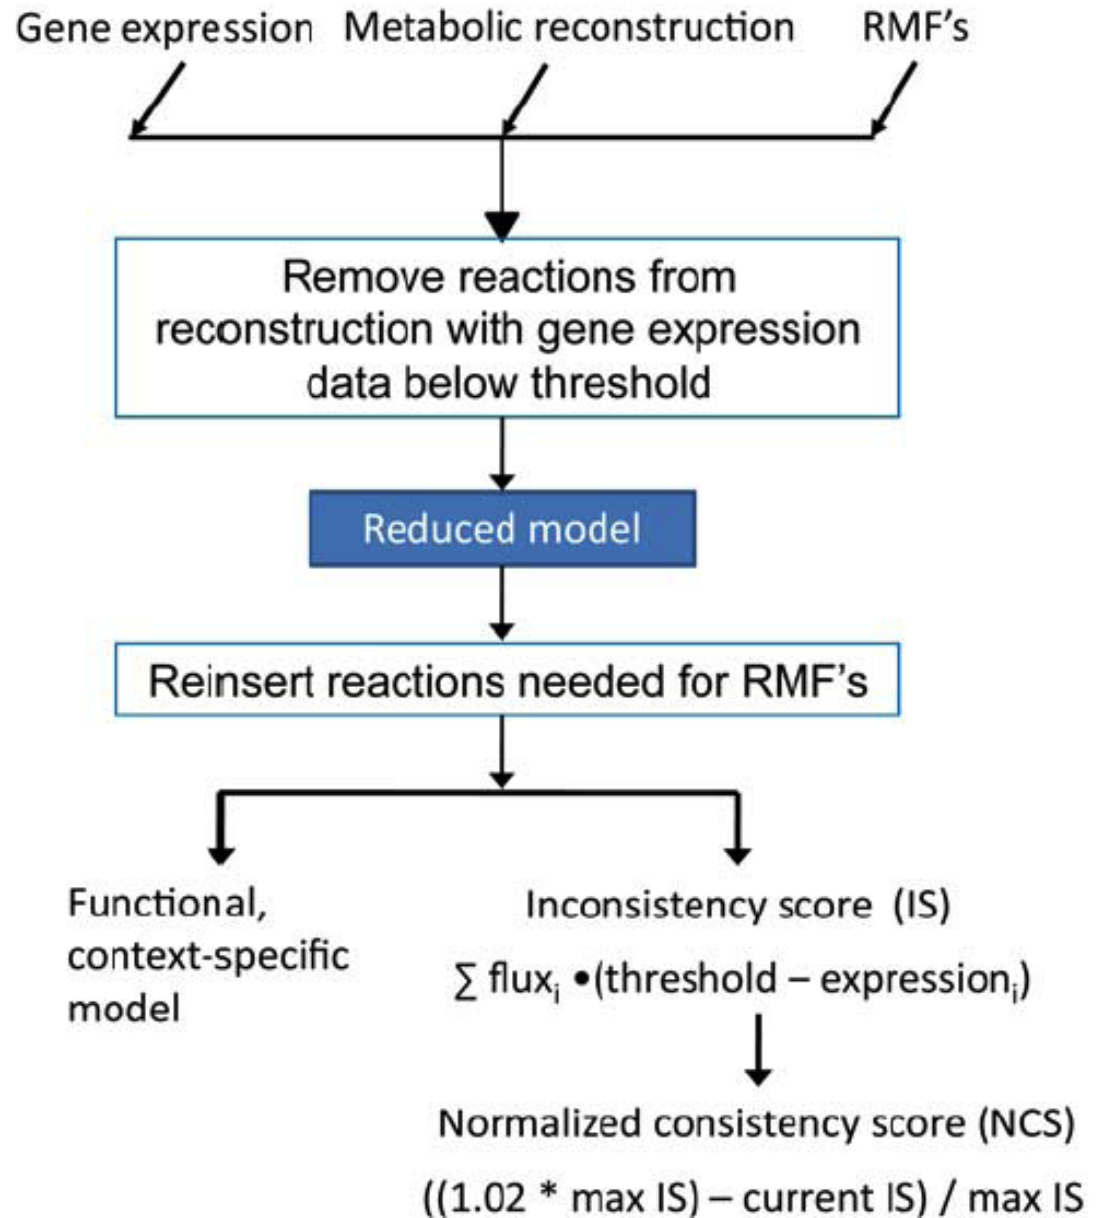 Gene expression Metabolic reconstruction RMF's
Remove reactions from
reconstruction with gene expression
data below threshold
Reduced model
Reinsert reactions needed for RMF's
Functional,
context-specific
model
Inconsistency score (IS)
∑ fluxᵢ •(threshold – expressionᵢ)
Normalized consistency score (NCS)
((1.02 * max IS) – current IS) / max IS